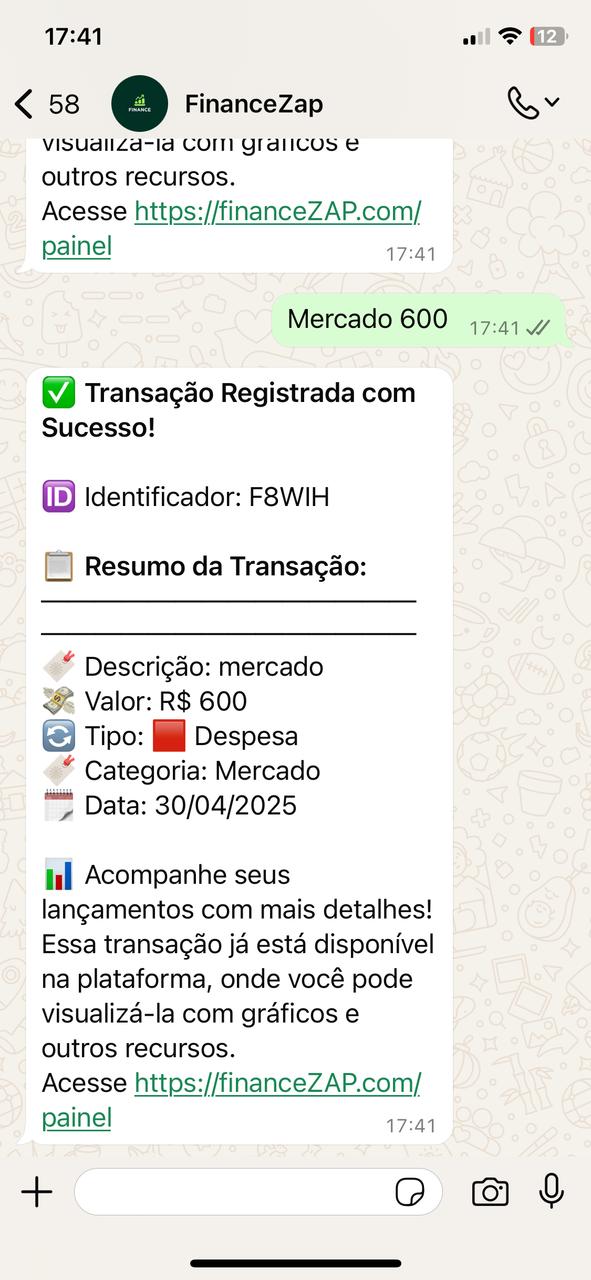 17:41
12
58
FINANCE
FinanceZap
visualizá-la com gráficos e
outros recursos.
Acesse https://financeZAP.com/
painel
17:41
Mercado 600
17:41
✅ Transação Registrada com
Sucesso!
🆔 Identificador: F8WIH
📋 Resumo da Transação:
Descrição: mercado
💸 Valor: R$ 600
🔄 Tipo: 🟥 Despesa
Categoria: Mercado
Data: 30/04/2025
📊 Acompanhe seus
lançamentos com mais detalhes!
Essa transação já está disponível
na plataforma, onde você pode
visualizá-la com gráficos e
outros recursos.
Acesse https://financeZAP.com/
painel
17:41